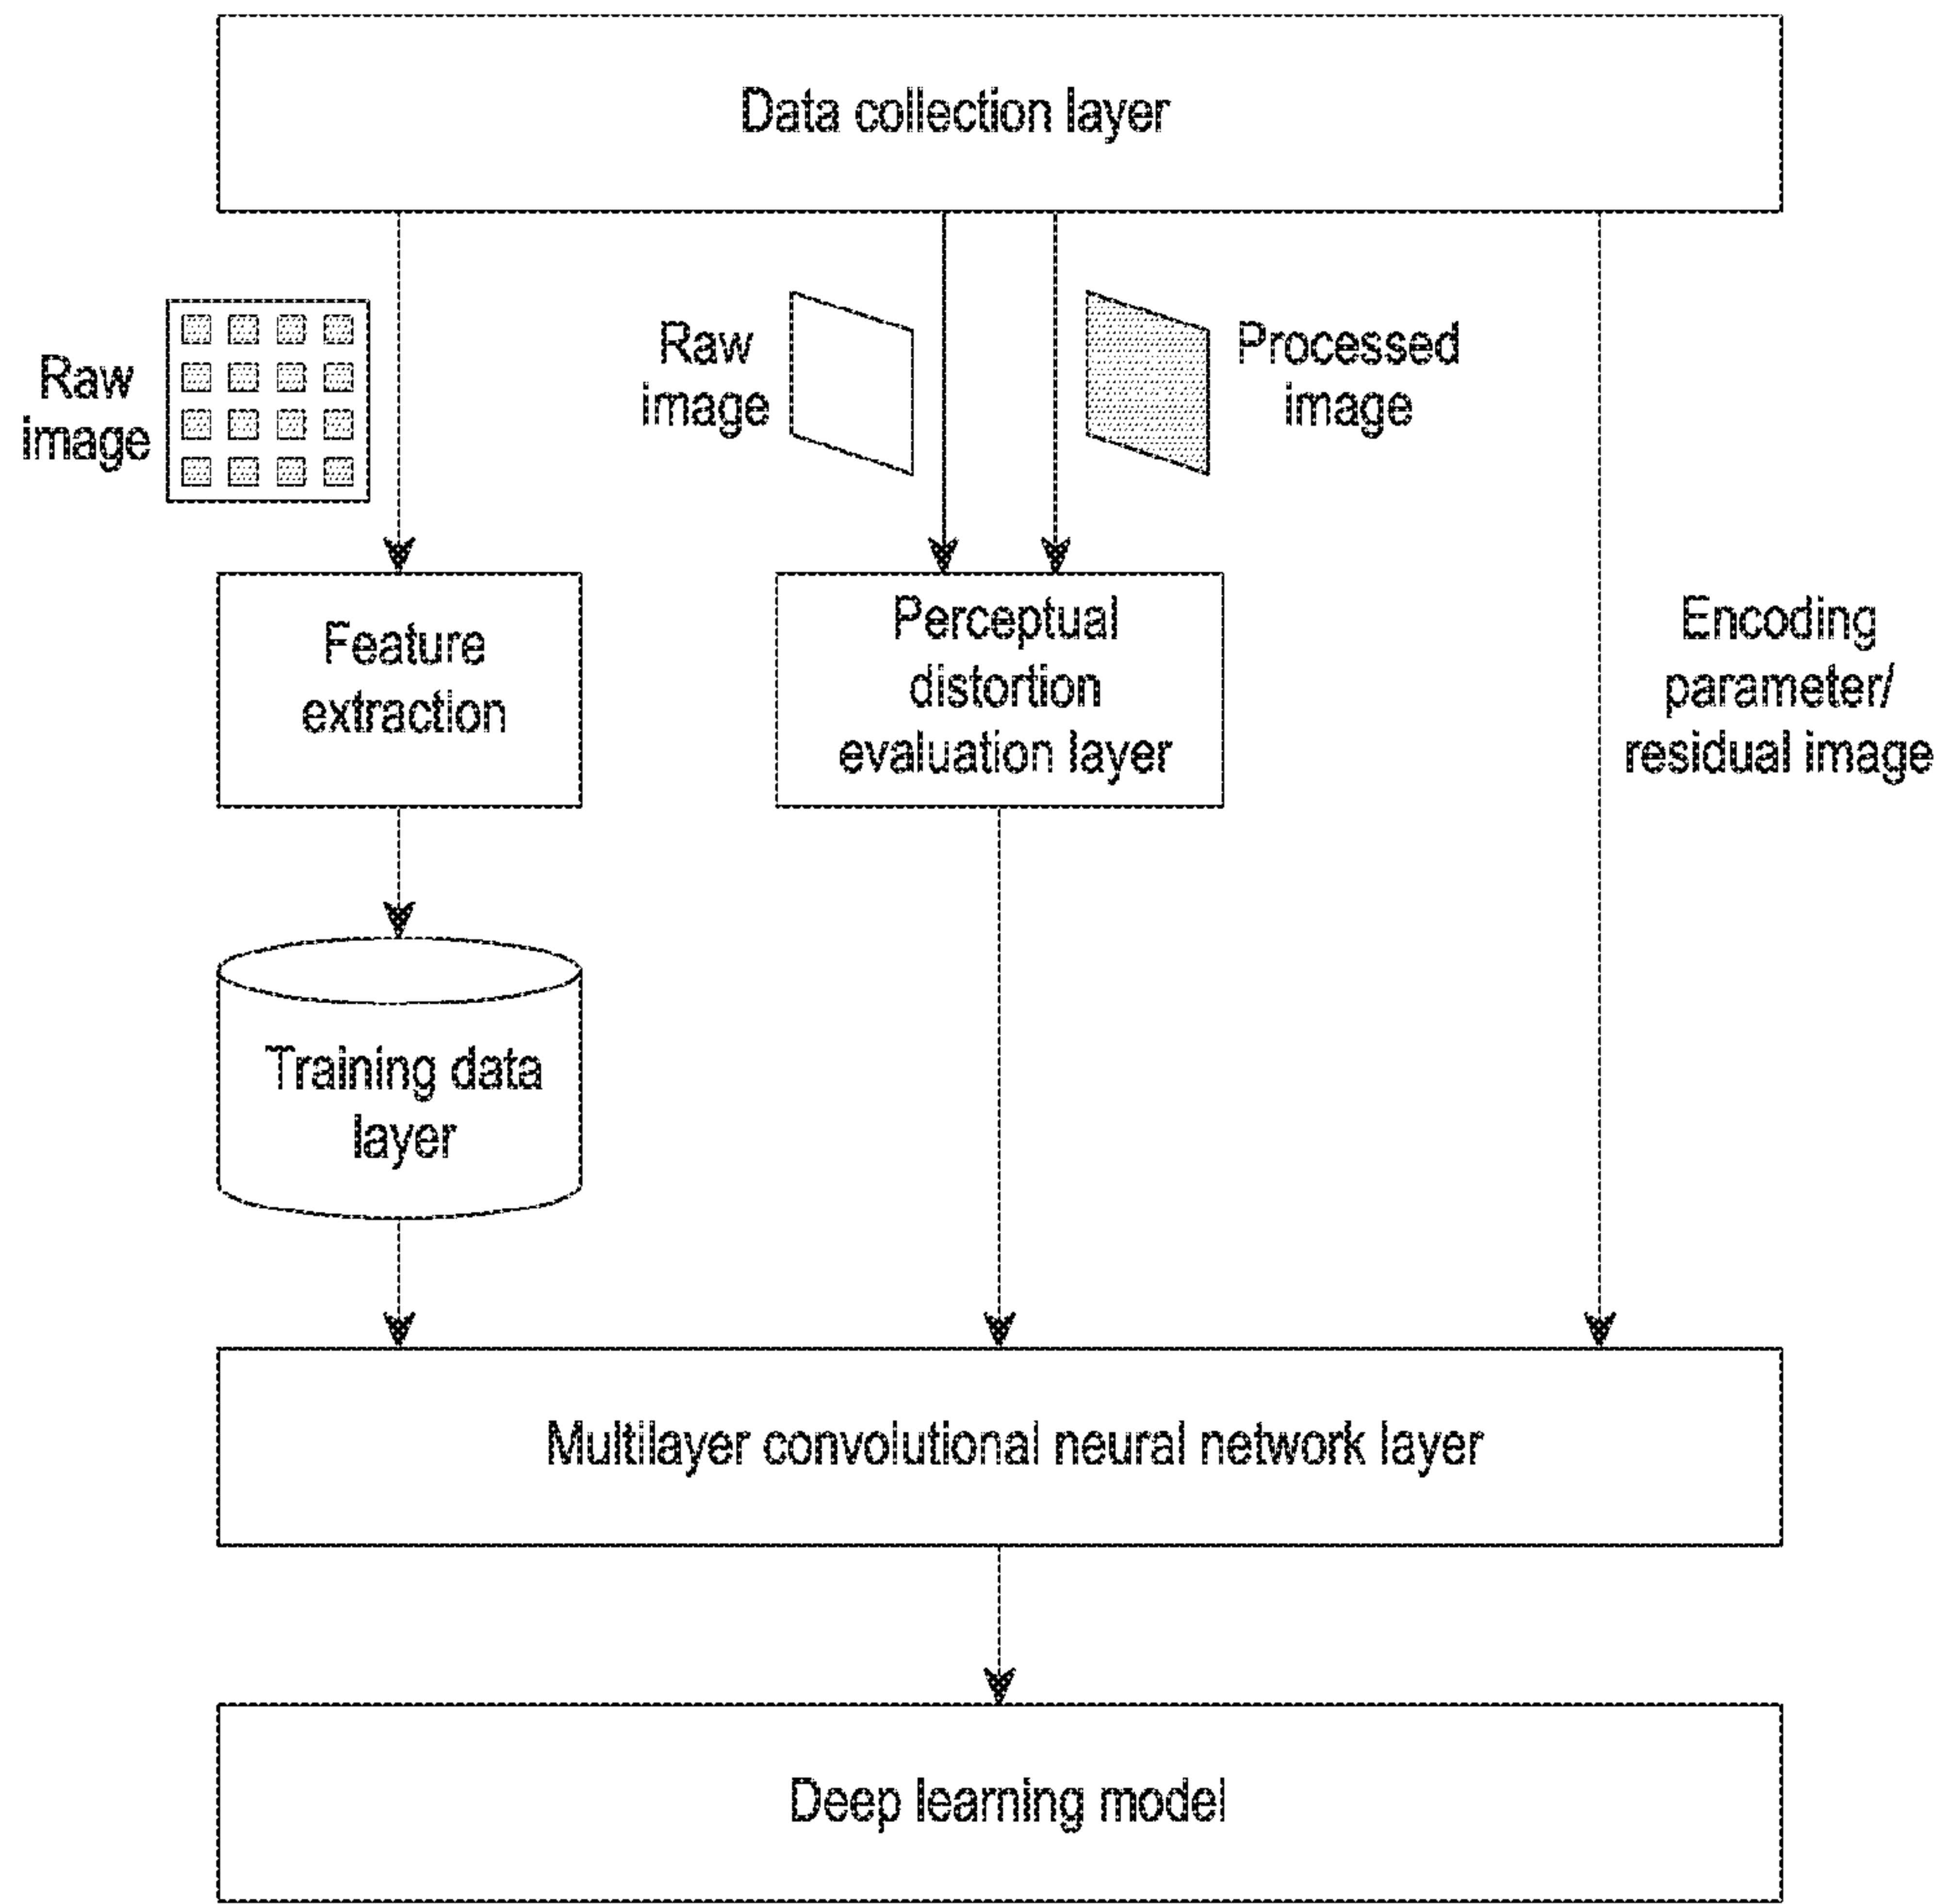 Data collection layer
Raw
image
Raw
image
Processed
image
Feature
extraction
Perceptual
distortion
evaluation layer
Encoding
parameter/
residual image
Training data
layer
Multilayer convolutional neural network layer
Deep learning model